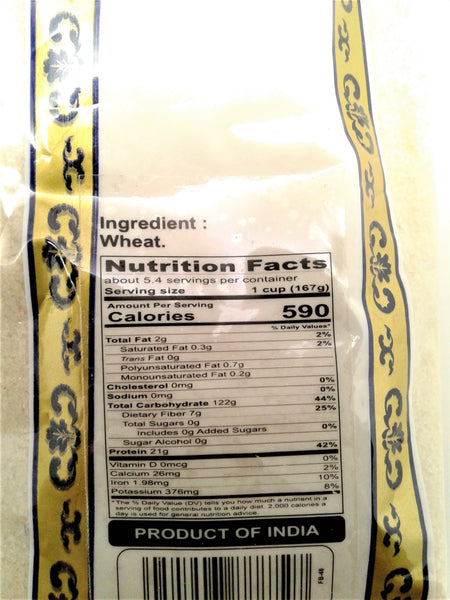 Ingredient :
Wheat.
Nutrition Facts
about 5.4 servings per container
Serving size 1 cup (167g)
Amount Per Serving
Calories 590
% Daily Values*
Total Fat 2g 2%
Saturated Fat 0.3g 2%
Trans Fat 0g
Polyunsaturated Fat 0.7g
Monounsaturated Fat 0.2g
Cholesterol 0mg 0%
Sodium 0mg 0%
Total Carbohydrate 122g 44%
Dietary Fiber 7g 25%
Total Sugars 0g
Includes 0g Added Sugars 0%
Sugar Alcohol 0g
Protein 21g 42%
Vitamin D 0mcg 0%
Calcium 26mg 2%
Iron 1.98mg 10%
Potassium 376mg 8%
*The % Daily Value (DV) tells you how much a nutrient in a
serving of food contributes to a daily diet. 2,000 calories a
day is used for general nutrition advice.
PRODUCT OF INDIA
FB-48